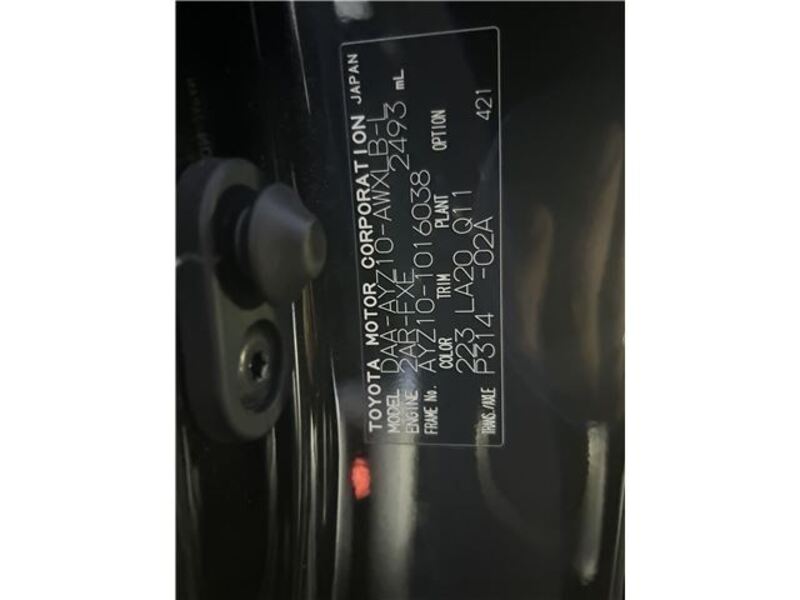 TOYOTA MOTOR CORPORATION JAPAN
MODEL DAA-AYZ10-AWXLB-L
ENGINE 2AR-FXE 2493 mL
FRAME No. AYZ10-1016038
COLOR TRIM PLANT OPTION
223 LA20 Q11
TRANS./AXLE P314 -02A 421